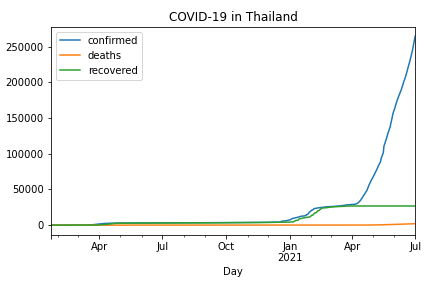 COVID-19 in Thailand
confirmed
deaths
recovered
250000
200000
150000
100000
50000
0
Apr Jul Oct Jan Apr Jul
2021
Day